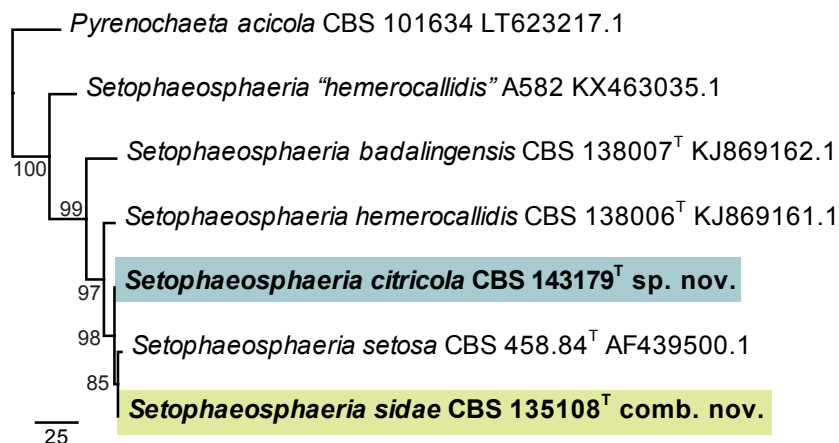 Pyrenochaeta acicola CBS 101634 LT623217.1
Setophaeosphaeria “hemerocallidis” A582 KX463035.1
100
Setophaeosphaeria badalingensis CBS 138007ᵀ KJ869162.1
99
Setophaeosphaeria hemerocallidis CBS 138006ᵀ KJ869161.1
Setophaeosphaeria citricola CBS 143179ᵀ sp. nov.
97
98
Setophaeosphaeria setosa CBS 458.84ᵀ AF439500.1
85
Setophaeosphaeria sidae CBS 135108ᵀ comb. nov.
25